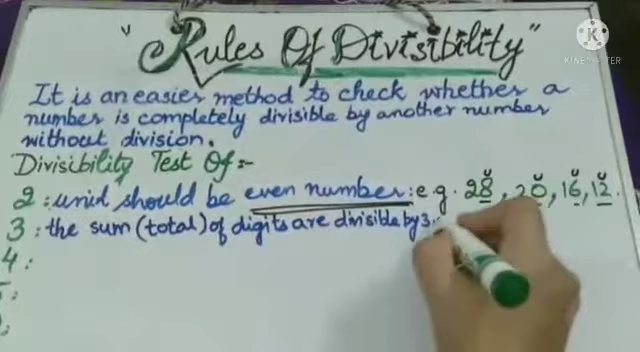 "Rules Of Divisibility"
KINEMASTER
It is an easier method to check whether a
number is completely divisible by another number
without division.
Divisibility Test Of:-
2: unid should be even number: e.g. 28, 20, 16, 12.
3: the sum (total) of digits are divisible by 3.
4: